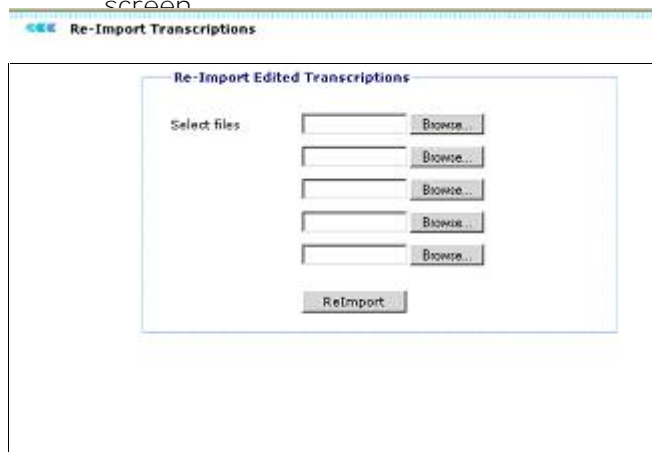 screen
Re-Import Transcriptions
Re-Import Edited Transcriptions
Select files Browse...
Browse...
Browse...
Browse...
Browse...
ReImport